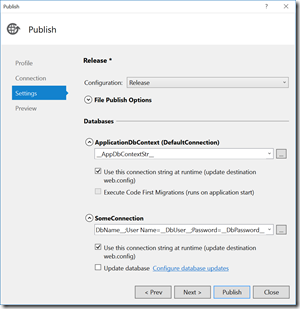 Publish
Publish
Profile
Connection
Settings
Preview
Release *
Configuration: Release
File Publish Options
Databases
ApplicationDbContext (DefaultConnection)
__AppDbContextStr__
...
Use this connection string at runtime (update destination
web.config)
Execute Code First Migrations (runs on application start)
SomeConnection
DbName__;User Name=__DbUser__;Password=__DbPassword__
...
Use this connection string at runtime (update destination
web.config)
Update database Configure database updates
< Prev Next > Publish Close